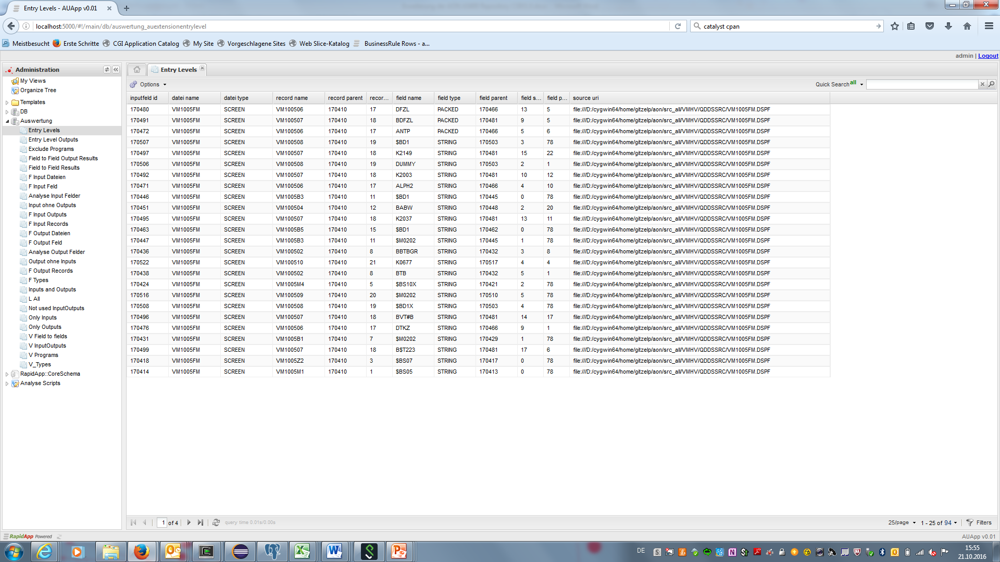 Entry Levels - AUApp v0.01
localhost:5000/#!/main/db/auswertung_auextensionentrylevel
catalyst cpan
Meistbesucht Erste Schritte CGI Application Catalog My Site Vorgeschlagene Sites Web Slice-Katalog BusinessRule Rows - a...
admin | Logout
Administration
My Views
Organize Tree
Templates
DB
Auswertung
Entry Levels
Entry Level Outputs
Exclude Programs
Field to Field Output Results
Field to Field Results
F Input Dateien
F Input Feld
Analyse Input Felder
Input ohne Outputs
F Input Outputs
F Input Records
F Output Dateien
F Output Feld
Analyse Output Felder
Output ohne Inputs
F Output Records
F Types
Inputs and Outputs
L All
Not used InputOutputs
Only Inputs
Only Outputs
V Field to fields
V InputOutputs
V Programs
V_Types
RapidApp::CoreSchema
Analyse Scripts
Entry Levels
Options
Quick Search all
inputfeld id datei name datei type record name record parent recor... field name field type field parent field s... field p... source uri
170480 VM1005FM SCREEN VM100506 170410 17 DFZL PACKED 170466 13 5 file:///D:/cygwin64/home/gitzelp/aon/src_all/VMHV/QDDSSRC/VM1005FM.DSPF
170491 VM1005FM SCREEN VM100507 170410 18 BDFZL PACKED 170481 9 5 file:///D:/cygwin64/home/gitzelp/aon/src_all/VMHV/QDDSSRC/VM1005FM.DSPF
170472 VM1005FM SCREEN VM100506 170410 17 ANTP PACKED 170466 5 6 file:///D:/cygwin64/home/gitzelp/aon/src_all/VMHV/QDDSSRC/VM1005FM.DSPF
170507 VM1005FM SCREEN VM100508 170410 19 $BD1 STRING 170503 3 78 file:///D:/cygwin64/home/gitzelp/aon/src_all/VMHV/QDDSSRC/VM1005FM.DSPF
170497 VM1005FM SCREEN VM100507 170410 18 K2149 STRING 170481 15 22 file:///D:/cygwin64/home/gitzelp/aon/src_all/VMHV/QDDSSRC/VM1005FM.DSPF
170506 VM1005FM SCREEN VM100508 170410 19 DUMMY STRING 170503 2 1 file:///D:/cygwin64/home/gitzelp/aon/src_all/VMHV/QDDSSRC/VM1005FM.DSPF
170492 VM1005FM SCREEN VM100507 170410 18 K2003 STRING 170481 10 12 file:///D:/cygwin64/home/gitzelp/aon/src_all/VMHV/QDDSSRC/VM1005FM.DSPF
170471 VM1005FM SCREEN VM100506 170410 17 ALPH2 STRING 170466 4 10 file:///D:/cygwin64/home/gitzelp/aon/src_all/VMHV/QDDSSRC/VM1005FM.DSPF
170446 VM1005FM SCREEN VM1005B3 170410 11 $BD1 STRING 170445 0 78 file:///D:/cygwin64/home/gitzelp/aon/src_all/VMHV/QDDSSRC/VM1005FM.DSPF
170451 VM1005FM SCREEN VM100504 170410 12 BABW STRING 170448 2 20 file:///D:/cygwin64/home/gitzelp/aon/src_all/VMHV/QDDSSRC/VM1005FM.DSPF
170495 VM1005FM SCREEN VM100507 170410 18 K2037 STRING 170481 13 11 file:///D:/cygwin64/home/gitzelp/aon/src_all/VMHV/QDDSSRC/VM1005FM.DSPF
170463 VM1005FM SCREEN VM1005B5 170410 15 $BD1 STRING 170462 0 78 file:///D:/cygwin64/home/gitzelp/aon/src_all/VMHV/QDDSSRC/VM1005FM.DSPF
170447 VM1005FM SCREEN VM1005B3 170410 11 $M0202 STRING 170445 1 78 file:///D:/cygwin64/home/gitzelp/aon/src_all/VMHV/QDDSSRC/VM1005FM.DSPF
170436 VM1005FM SCREEN VM100502 170410 8 BBTBGR STRING 170432 3 8 file:///D:/cygwin64/home/gitzelp/aon/src_all/VMHV/QDDSSRC/VM1005FM.DSPF
170522 VM1005FM SCREEN VM100510 170410 21 K0677 STRING 170517 4 4 file:///D:/cygwin64/home/gitzelp/aon/src_all/VMHV/QDDSSRC/VM1005FM.DSPF
170438 VM1005FM SCREEN VM100502 170410 8 BTB STRING 170432 5 1 file:///D:/cygwin64/home/gitzelp/aon/src_all/VMHV/QDDSSRC/VM1005FM.DSPF
170424 VM1005FM SCREEN VM1005M4 170410 5 $BS10X STRING 170421 2 78 file:///D:/cygwin64/home/gitzelp/aon/src_all/VMHV/QDDSSRC/VM1005FM.DSPF
170516 VM1005FM SCREEN VM100509 170410 20 $M0202 STRING 170510 5 78 file:///D:/cygwin64/home/gitzelp/aon/src_all/VMHV/QDDSSRC/VM1005FM.DSPF
170508 VM1005FM SCREEN VM100508 170410 19 $BD1X STRING 170503 4 78 file:///D:/cygwin64/home/gitzelp/aon/src_all/VMHV/QDDSSRC/VM1005FM.DSPF
170496 VM1005FM SCREEN VM100507 170410 18 BVT#B STRING 170481 14 17 file:///D:/cygwin64/home/gitzelp/aon/src_all/VMHV/QDDSSRC/VM1005FM.DSPF
170476 VM1005FM SCREEN VM100506 170410 17 DTKZ STRING 170466 9 1 file:///D:/cygwin64/home/gitzelp/aon/src_all/VMHV/QDDSSRC/VM1005FM.DSPF
170431 VM1005FM SCREEN VM1005B1 170410 7 $M0202 STRING 170429 1 78 file:///D:/cygwin64/home/gitzelp/aon/src_all/VMHV/QDDSSRC/VM1005FM.DSPF
170499 VM1005FM SCREEN VM100507 170410 18 B$T223 STRING 170481 17 6 file:///D:/cygwin64/home/gitzelp/aon/src_all/VMHV/QDDSSRC/VM1005FM.DSPF
170418 VM1005FM SCREEN VM1005Z2 170410 3 $BS07 STRING 170417 0 78 file:///D:/cygwin64/home/gitzelp/aon/src_all/VMHV/QDDSSRC/VM1005FM.DSPF
170414 VM1005FM SCREEN VM1005M1 170410 1 $BS05 STRING 170413 0 78 file:///D:/cygwin64/home/gitzelp/aon/src_all/VMHV/QDDSSRC/VM1005FM.DSPF
1 of 4 query time 0.01s/0.00s 25/page 1 - 25 of 94 Filters
RapidApp Powered AUApp v0.01
DE 15:55
21.10.2016